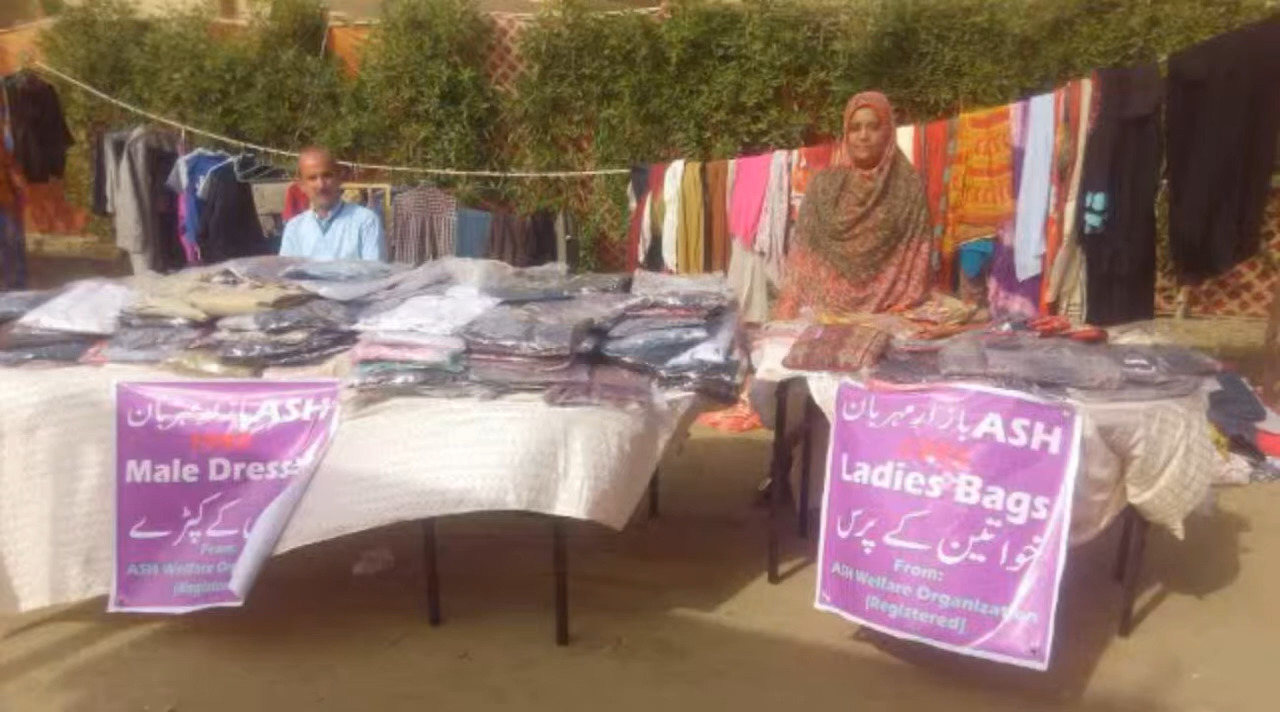 بازار مہربان ASH
Male Dress
کے کپڑے
From:
ASH Welfare
بازار مہربان ASH
Ladies Bags
خواتین کے پرس
From:
ASH Welfare Organization
(Registered)